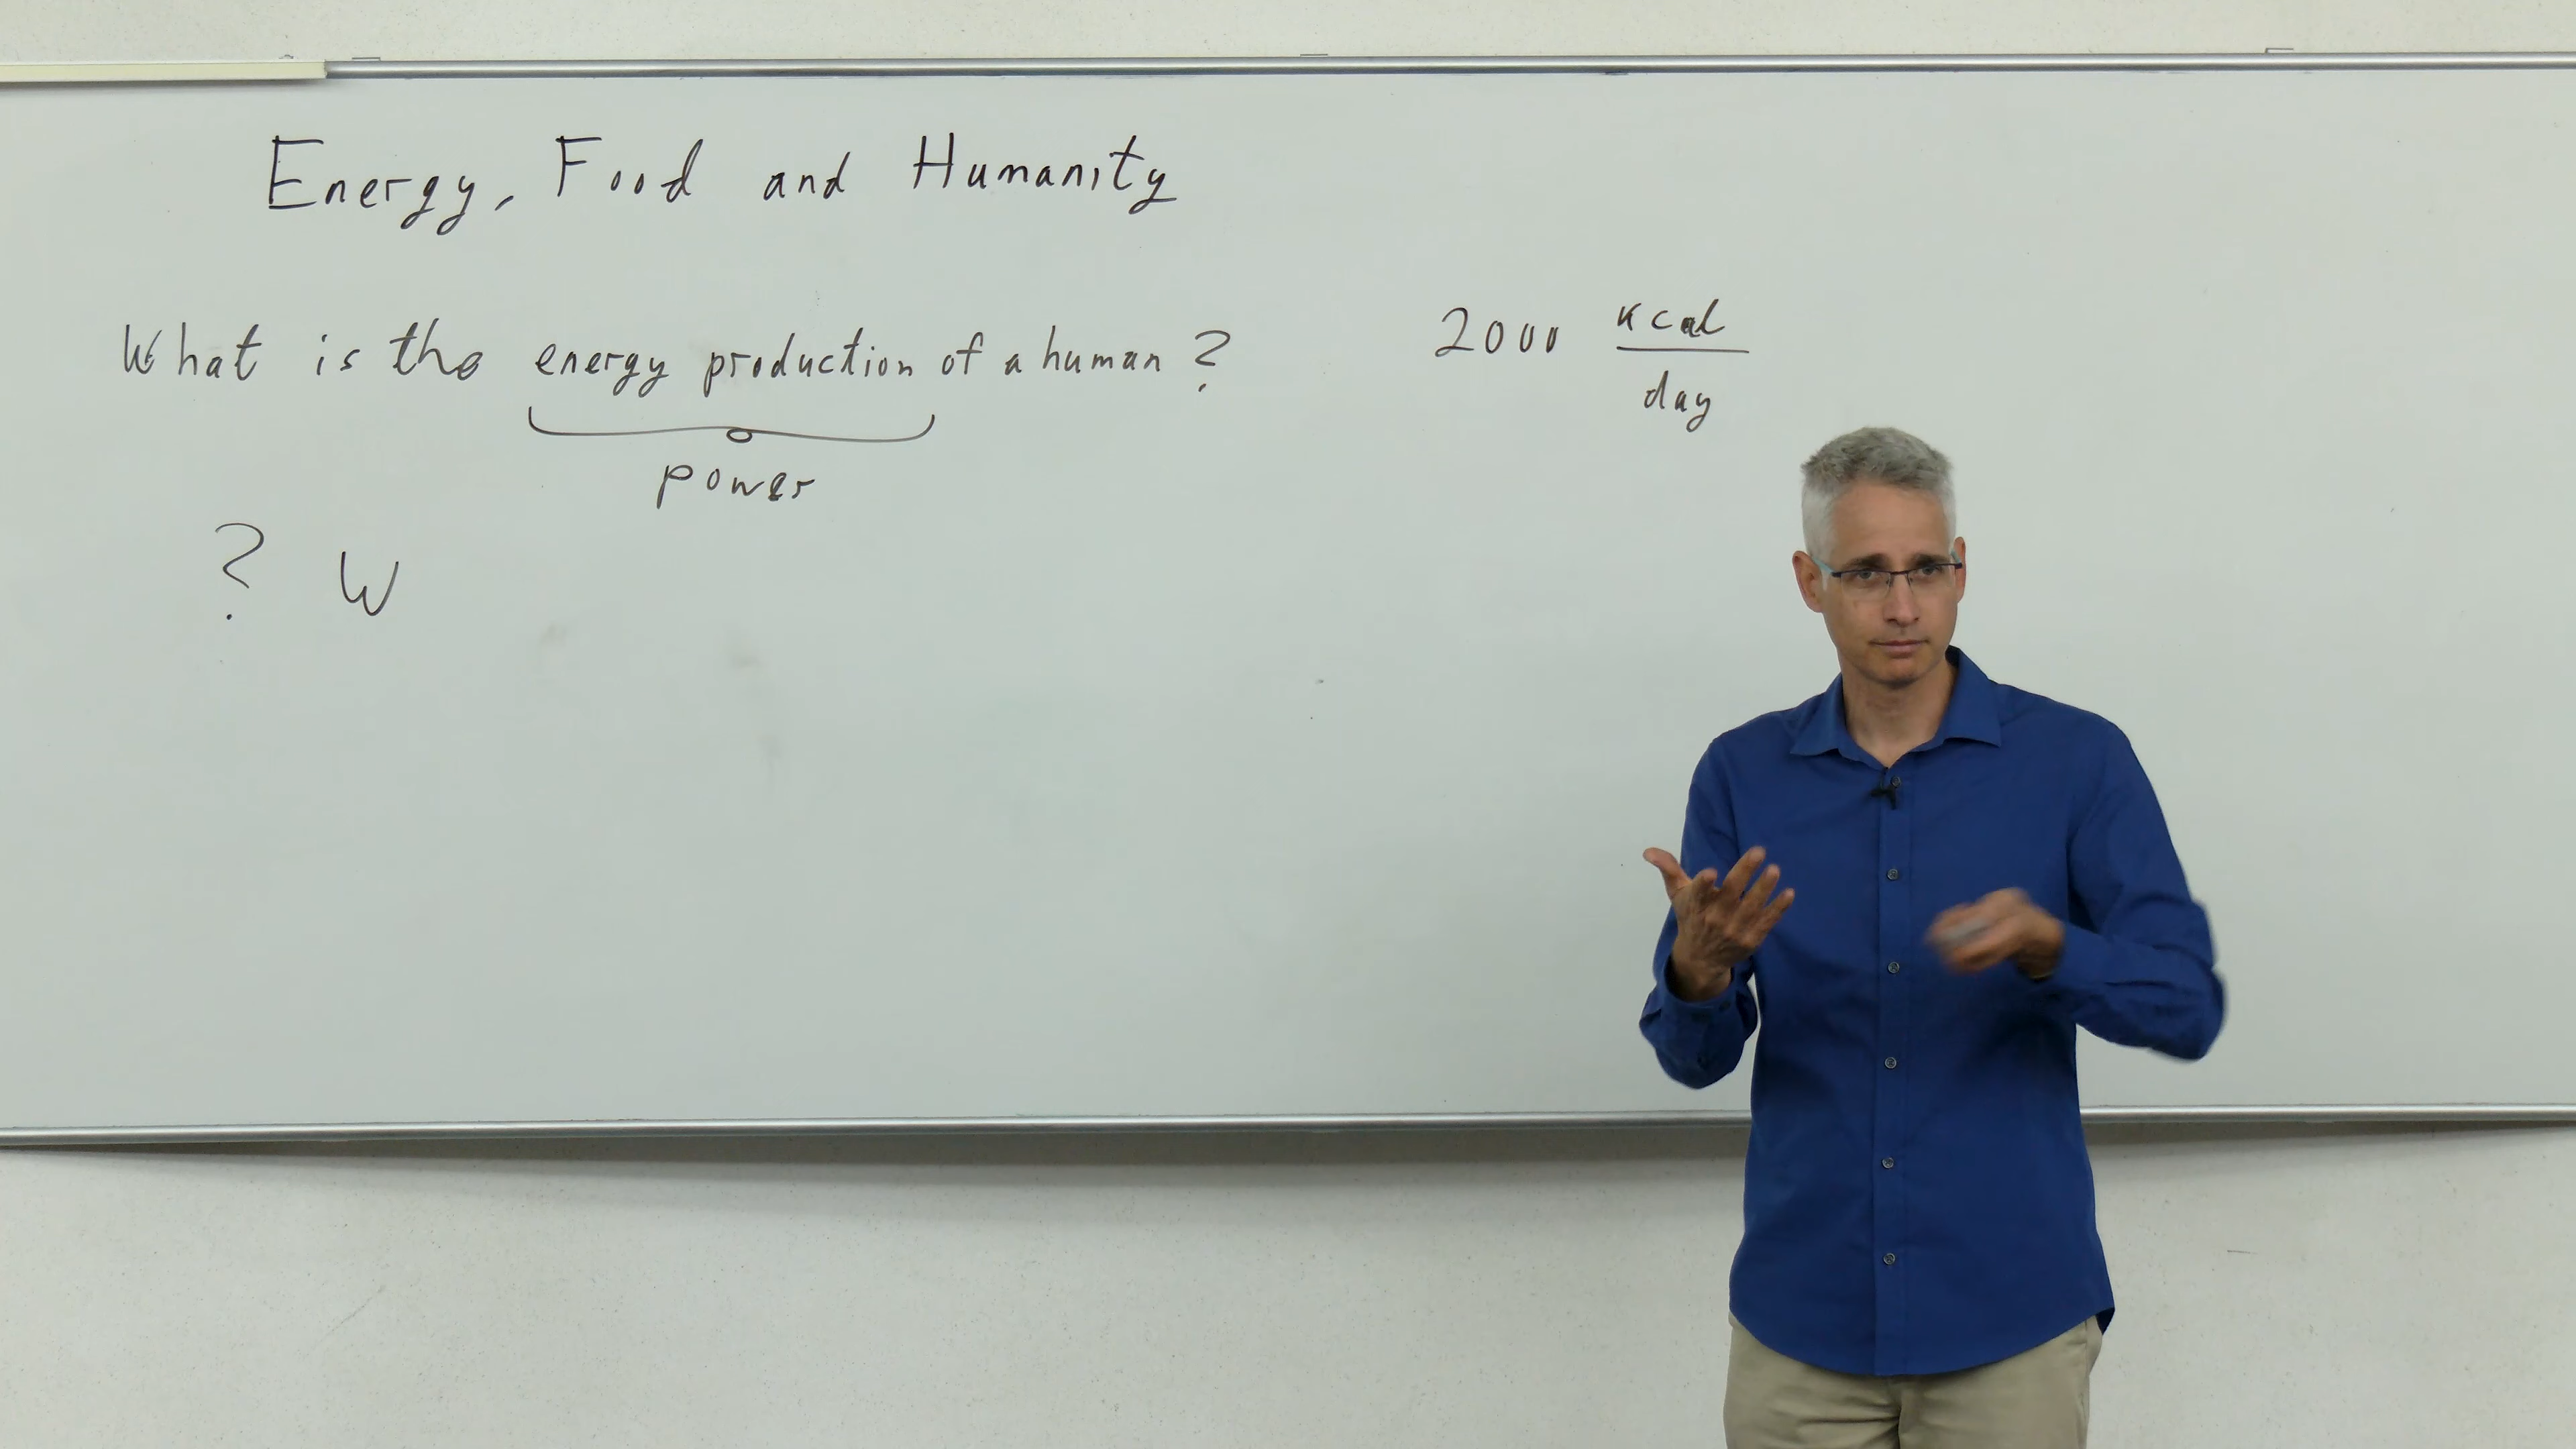 Energy, Food and Humanity
What is the energy production of a human?
power
? W
2000 kcal
day